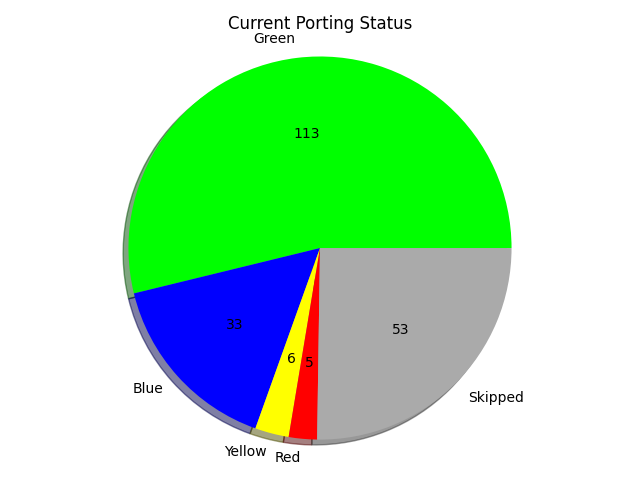 Current Porting Status
Green
113
33
53
6
5
Blue
Skipped
Yellow
Red